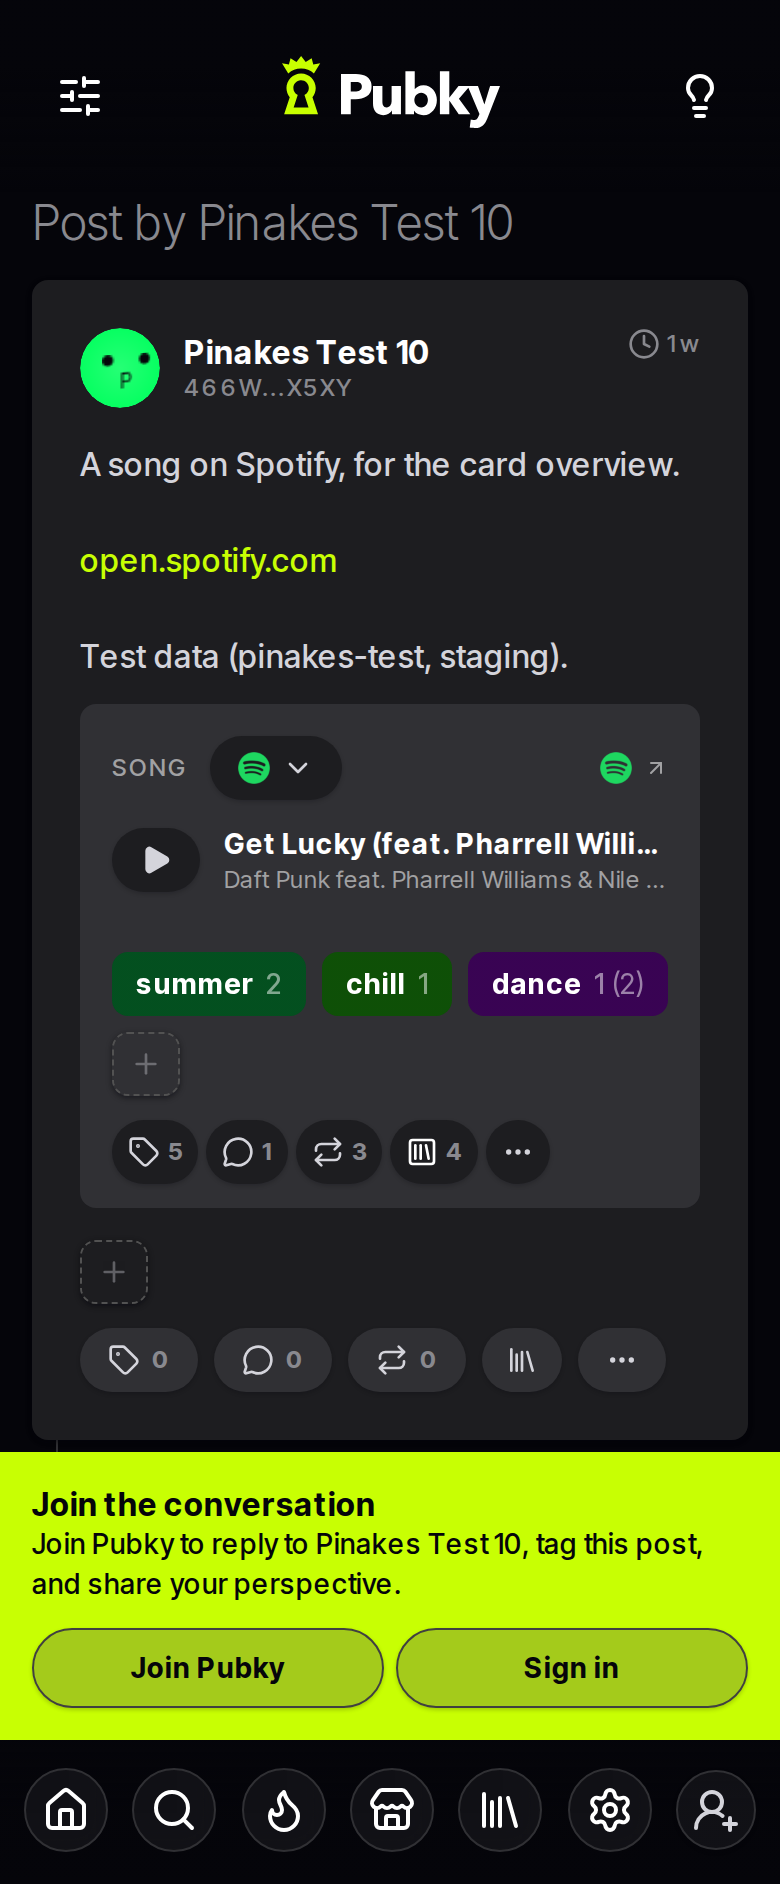 Pubky
Post by Pinakes Test 10
Pinakes Test 10
1w
466W...X5XY
A song on Spotify, for the card overview.
open.spotify.com
Test data (pinakes-test, staging).
SONG
Get Lucky (feat. Pharrell Willi...
Daft Punk feat. Pharrell Williams & Nile ...
summer 2 chill 1 dance 1 (2)
5 1 3 4
0 0 0
Join the conversation
Join Pubky to reply to Pinakes Test 10, tag this post,
and share your perspective.
Join Pubky Sign in